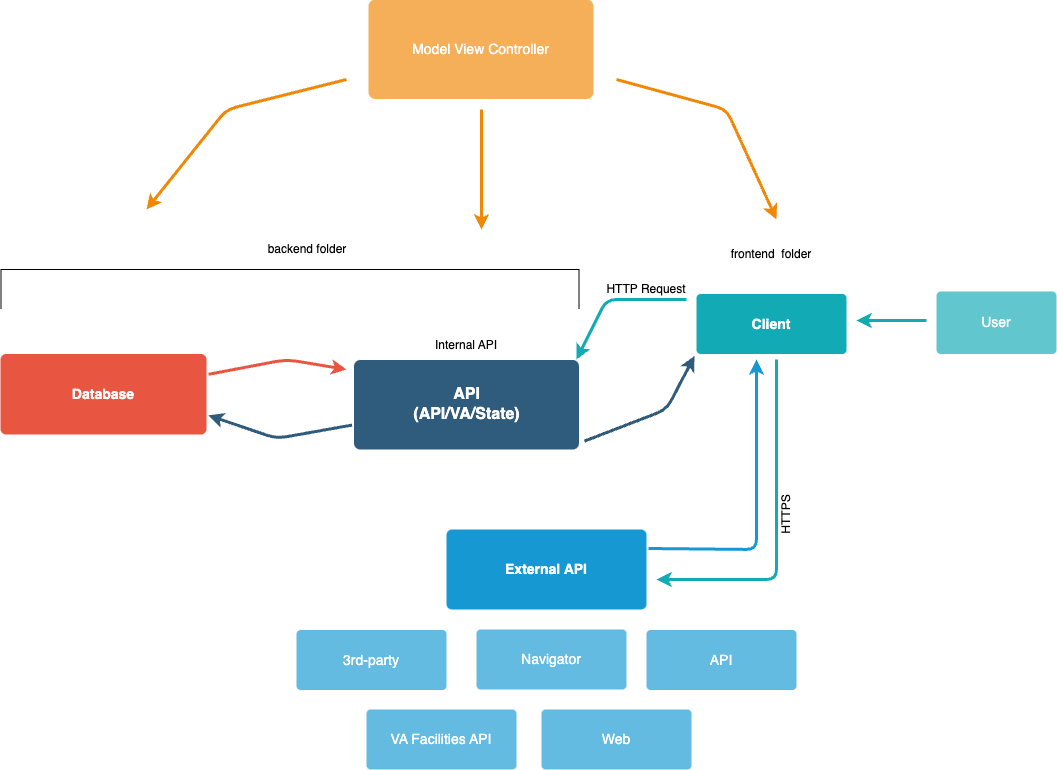 Model View Controller
backend folder
frontend  folder
HTTP Request
Client
User
Internal API
Database
API
(API/VA/State)
HTTPS
External API
3rd-party
Navigator
API
VA Facilities API
Web